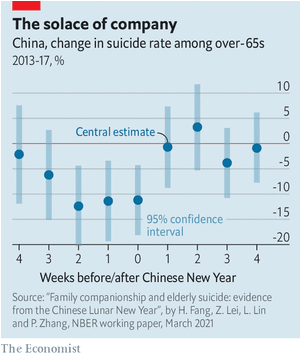 The solace of company
China, change in suicide rate among over-65s
2013-17, %
10
5
0
-5
-10
-15
-20
Central estimate
95% confidence
interval
4 3 2 1 0 1 2 3 4
Weeks before/after Chinese New Year
Source: “Family companionship and elderly suicide: evidence
from the Chinese Lunar New Year”, by H. Fang, Z. Lei, L. Lin
and P. Zhang, NBER working paper, March 2021
The Economist